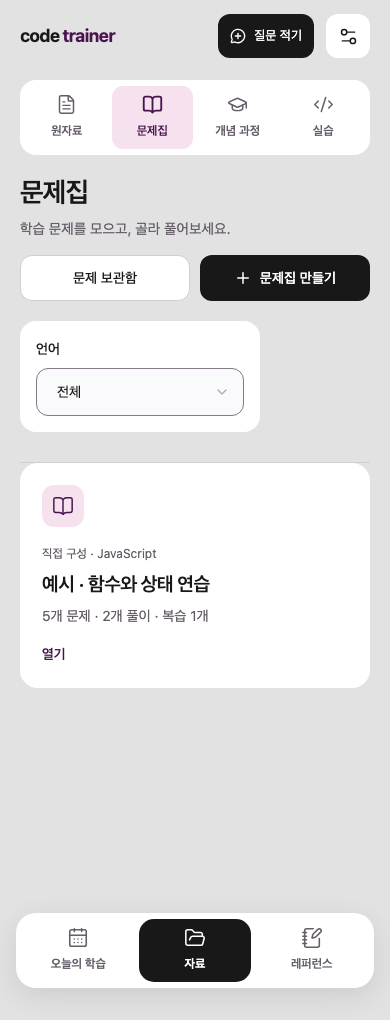 code trainer
질문 적기
원자료
문제집
개념 과정
실습
문제집
학습 문제를 모으고, 골라 풀어보세요.
문제 보관함
문제집 만들기
언어
전체
직접 구성 · JavaScript
예시 · 함수와 상태 연습
5개 문제 · 2개 풀이 · 복습 1개
열기
오늘의 학습
자료
레퍼런스